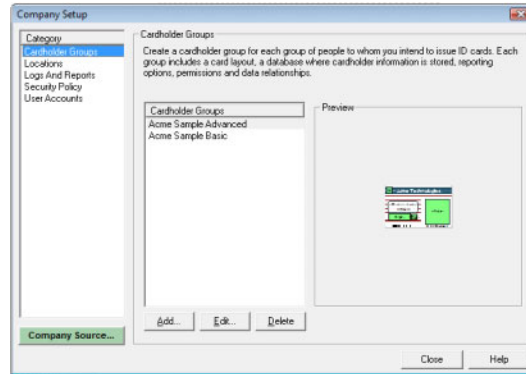 Company Setup
Category
Cardholder Groups
Locations
Logs And Reports
Security Policy
User Accounts
Company Source...
Cardholder Groups
Create a cardholder group for each group of people to whom you intend to issue ID cards. Each
group includes a card layout, a database where cardholder information is stored, reporting
options, permissions and data relationships.
Cardholder Groups
Acme Sample Advanced
Acme Sample Basic
Add...
Edit...
Delete
Preview
Close
Help